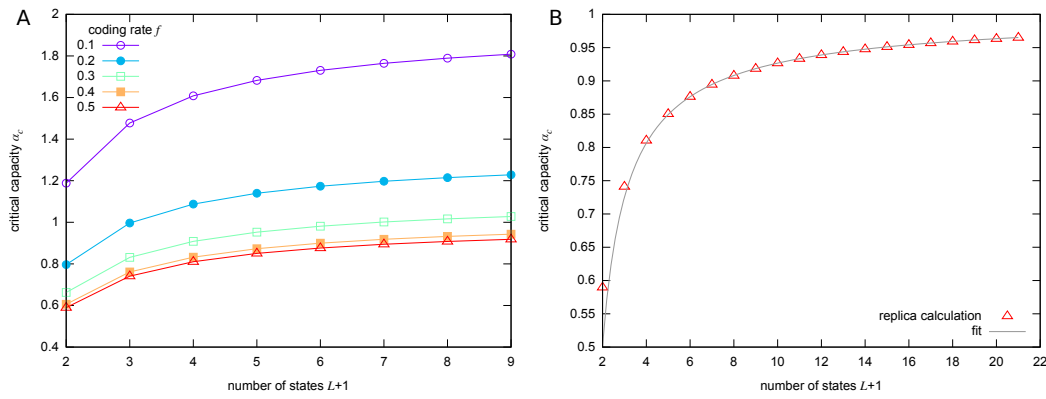 A
coding rate f
0.1
0.2
0.3
0.4
0.5
2
1.8
1.6
1.4
1.2
1
0.8
0.6
0.4
critical capacity αc
2 3 4 5 6 7 8 9
number of states L+1
B
1
0.95
0.9
0.85
0.8
0.75
0.7
0.65
0.6
0.55
0.5
critical capacity αc
replica calculation
fit
2 4 6 8 10 12 14 16 18 20 22
number of states L+1